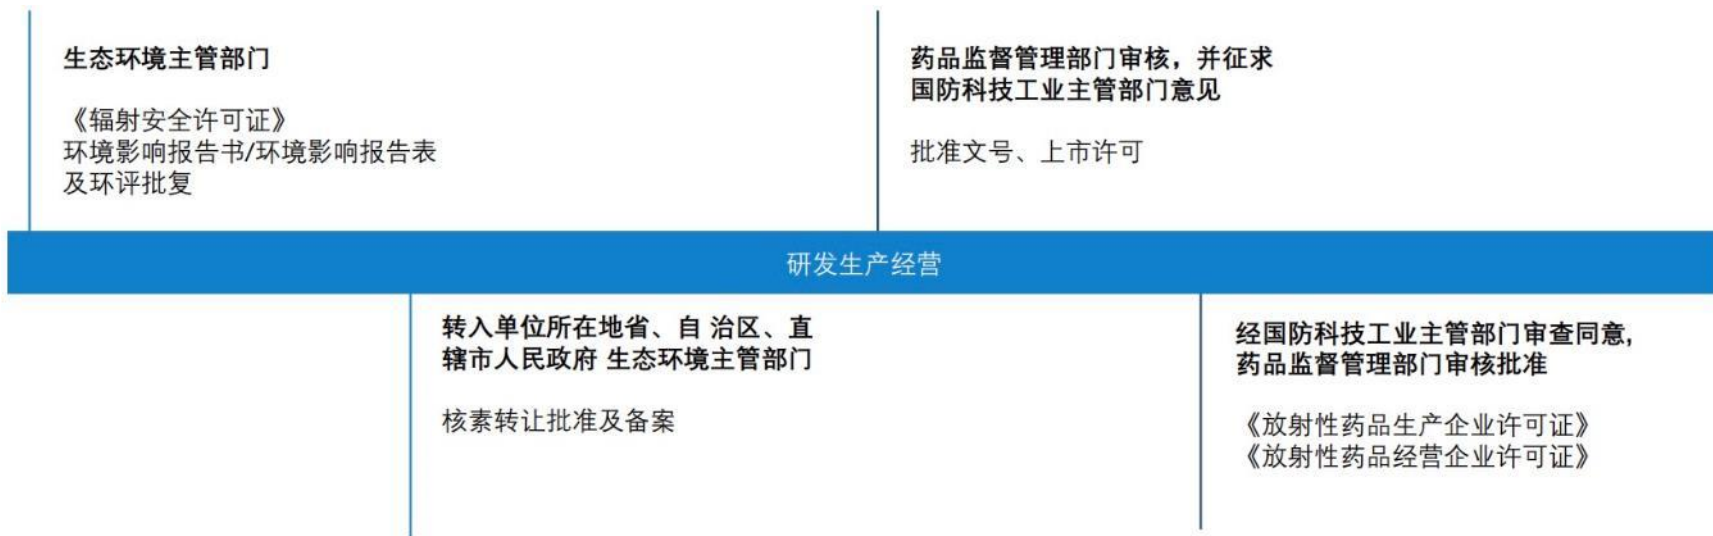 生态环境主管部门
《辐射安全许可证》
环境影响报告书/环境影响报告表
及环评批复
药品监督管理部门审核，并征求
国防科技工业主管部门意见
批准文号、上市许可
研发生产经营
转入单位所在地省、自 治区、直
辖市人民政府 生态环境主管部门
核素转让批准及备案
经国防科技工业主管部门审查同意,
药品监督管理部门审核批准
《放射性药品生产企业许可证》
《放射性药品经营企业许可证》